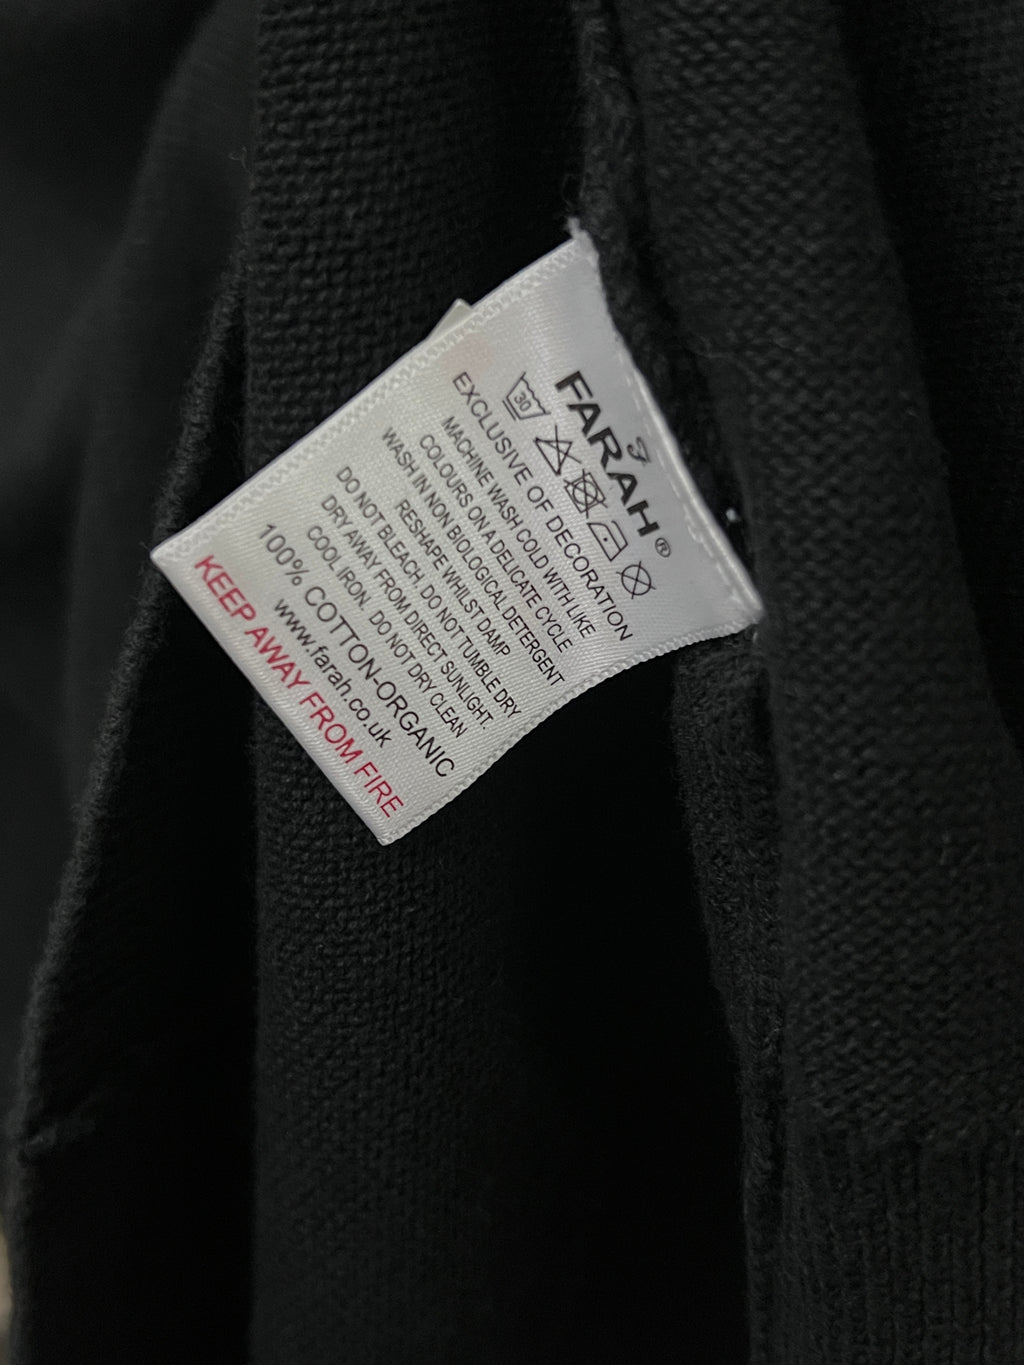 FARAH®
30
EXCLUSIVE OF DECORATION
MACHINE WASH COLD WITH LIKE
COLOURS ON A DELICATE CYCLE
WASH IN NON BIOLOGICAL DETERGENT
RESHAPE WHILST DAMP
DO NOT BLEACH. DO NOT TUMBLE DRY
DRY AWAY FROM DIRECT SUNLIGHT.
COOL IRON. DO NOT DRY CLEAN
100% COTTON-ORGANIC
www.farah.co.uk
KEEP AWAY FROM FIRE